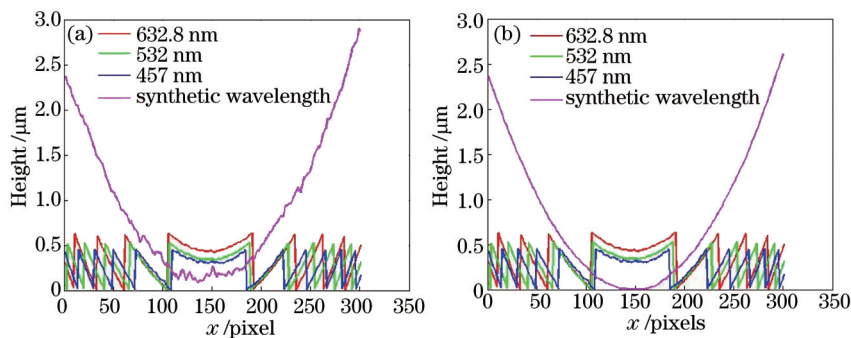 (a)
632.8 nm
532 nm
457 nm
synthetic wavelength
Height /μm
3.0
2.5
2.0
1.5
1.0
0.5
0
0 50 100 150 200 250 300 350
x /pixel
(b)
632.8 nm
532 nm
457 nm
synthetic wavelength
Height /μm
3.0
2.5
2.0
1.5
1.0
0.5
0
0 50 100 150 200 250 300 350
x /pixels